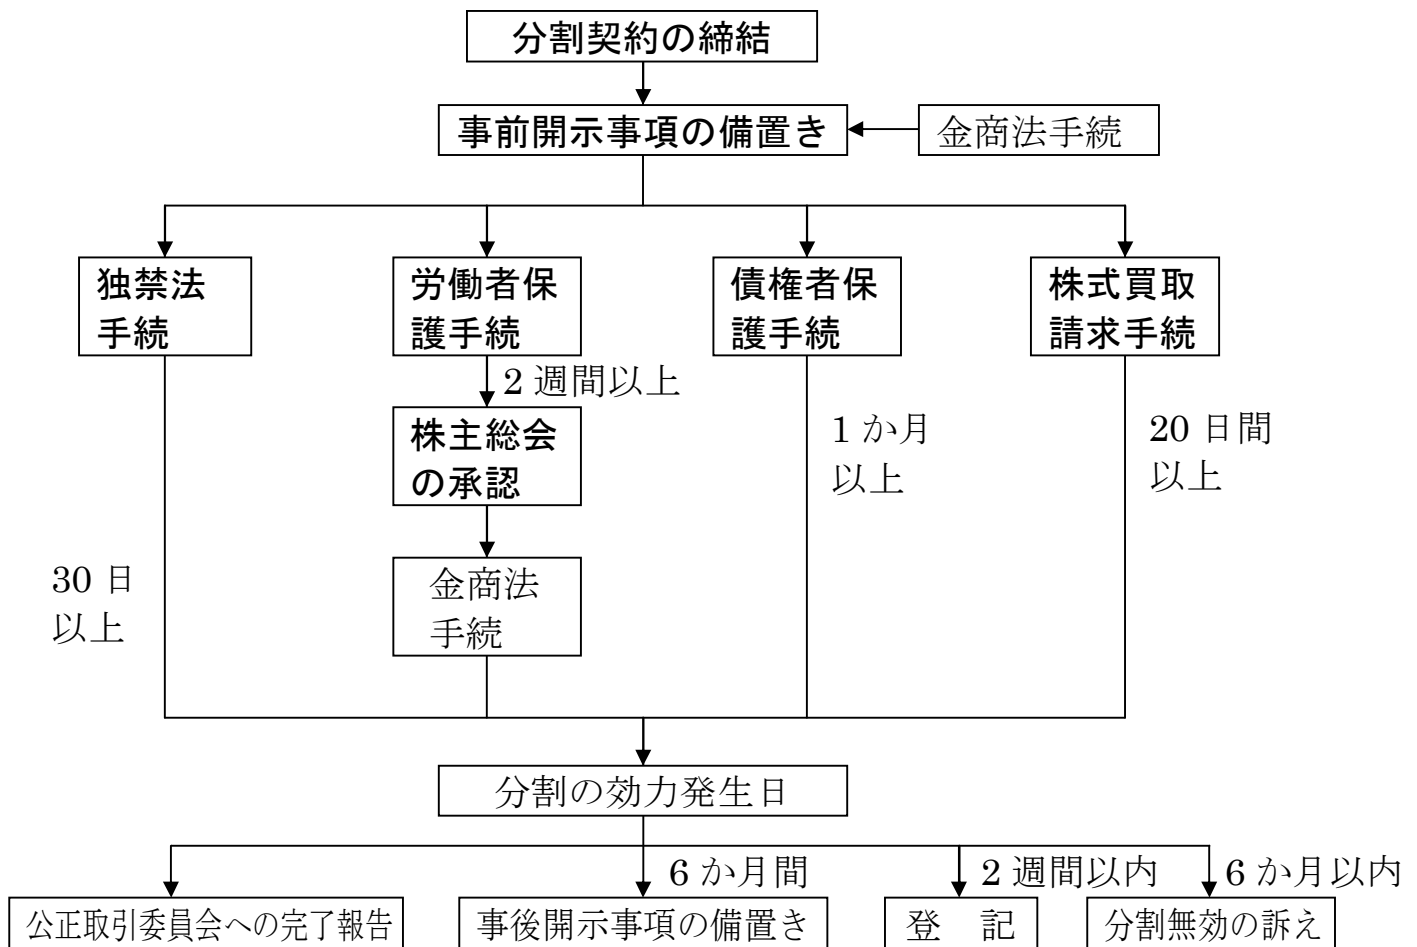 分割契約の締結
事前開示事項の備置き
金商法手続
独禁法
手続
労働者保
護手続
債権者保
護手続
株式買取
請求手続
2 週間以上
株主総会
の承認
1 か月
以上
20 日間
以上
金商法
手続
30 日
以上
分割の効力発生日
6 か月間
2 週間以内
6 か月以内
公正取引委員会への完了報告
事後開示事項の備置き
登　記
分割無効の訴え